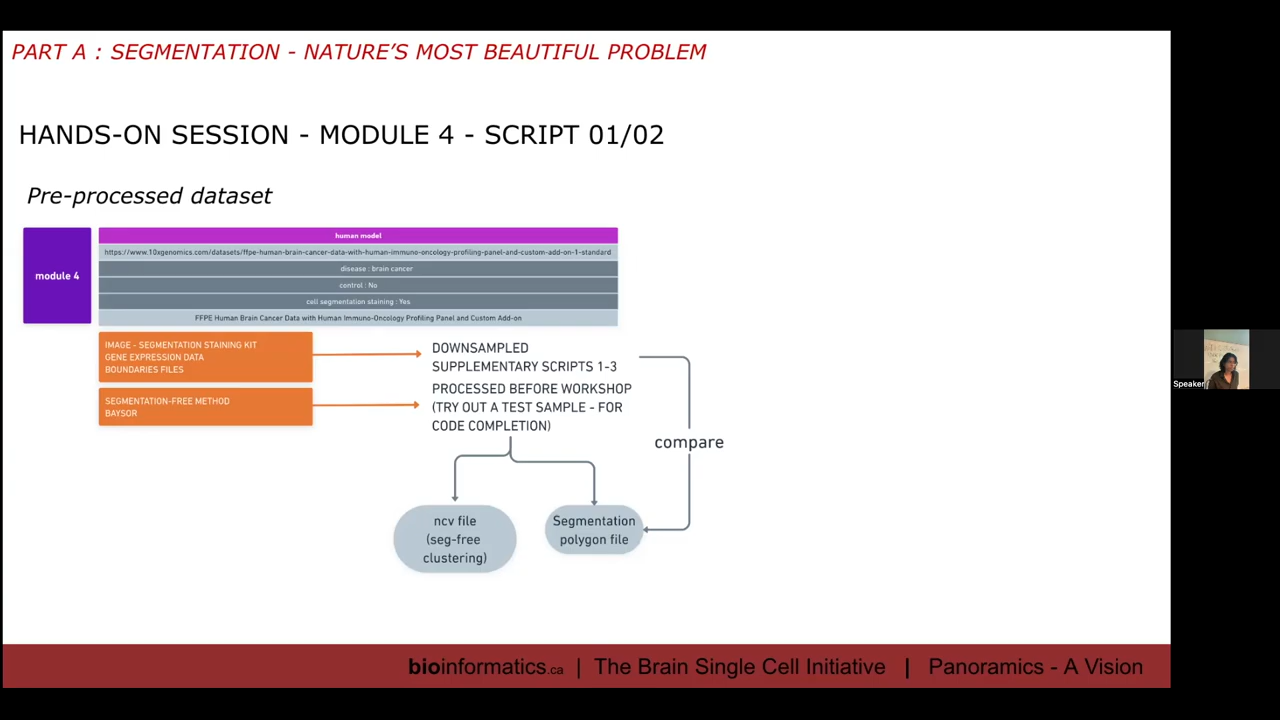 PART A : SEGMENTATION - NATURE'S MOST BEAUTIFUL PROBLEM
HANDS-ON SESSION - MODULE 4 - SCRIPT 01/02
Pre-processed dataset
module 4
human model
https://www.10xgenomics.com/datasets/ffpe-human-brain-cancer-data-with-human-immuno-oncology-profiling-panel-and-custom-add-on-1-standard
disease : brain cancer
control : No
cell segmentation staining : Yes
FFPE Human Brain Cancer Data with Human Immuno-Oncology Profiling Panel and Custom Add-on
IMAGE - SEGMENTATION STAINING KIT
GENE EXPRESSION DATA
BOUNDARIES FILES
DOWNSAMPLED
SUPPLEMENTARY SCRIPTS 1-3
SEGMENTATION-FREE METHOD
BAYSOR
PROCESSED BEFORE WORKSHOP
(TRY OUT A TEST SAMPLE - FOR
CODE COMPLETION)
compare
ncv file
(seg-free
clustering)
Segmentation
polygon file
Speaker
bioinformatics.ca | The Brain Single Cell Initiative | Panoramics - A Vision